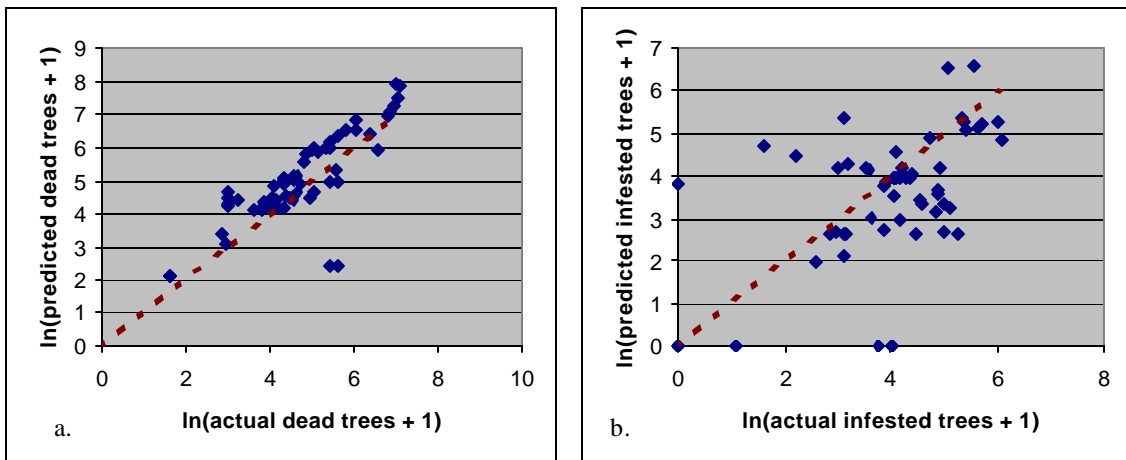 ln(predicted dead trees + 1)
9
8
7
6
5
4
3
2
1
0
0 2 4 6 8 10
ln(actual dead trees + 1)
a.
ln(predicted infested trees + 1)
7
6
5
4
3
2
1
0
0 2 4 6 8
ln(actual infested trees + 1)
b.